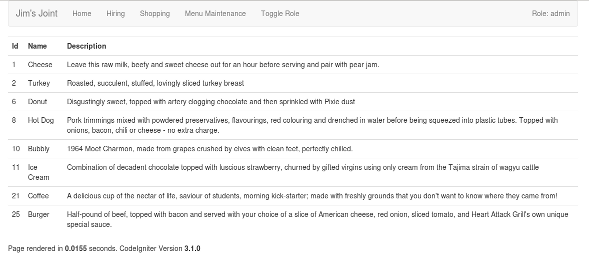 Jim's Joint Home Hiring Shopping Menu Maintenance Toggle Role Role: admin
Id Name Description
1 Cheese Leave this raw milk, beefy and sweet cheese out for an hour before serving and pair with pear jam.
2 Turkey Roasted, succulent, stuffed, lovingly sliced turkey breast
6 Donut Disgustingly sweet, topped with artery clogging chocolate and then sprinkled with Pixie dust
8 Hot Dog Pork trimmings mixed with powdered preservatives, flavourings, red colouring and drenched in water before being squeezed into plastic tubes. Topped with
onions, bacon, chili or cheese - no extra charge.
10 Bubbly 1964 Moet Charmon, made from grapes crushed by elves with clean feet, perfectly chilled.
11 Ice Combination of decadent chocolate topped with luscious strawberry, churned by gifted virgins using only cream from the Tajima strain of wagyu cattle
Cream
21 Coffee A delicious cup of the nectar of life, saviour of students, morning kick-starter; made with freshly grounds that you don't want to know where they came from!
25 Burger Half-pound of beef, topped with bacon and served with your choice of a slice of American cheese, red onion, sliced tomato, and Heart Attack Grill's own unique
special sauce.
Page rendered in 0.0155 seconds. CodeIgniter Version 3.1.0